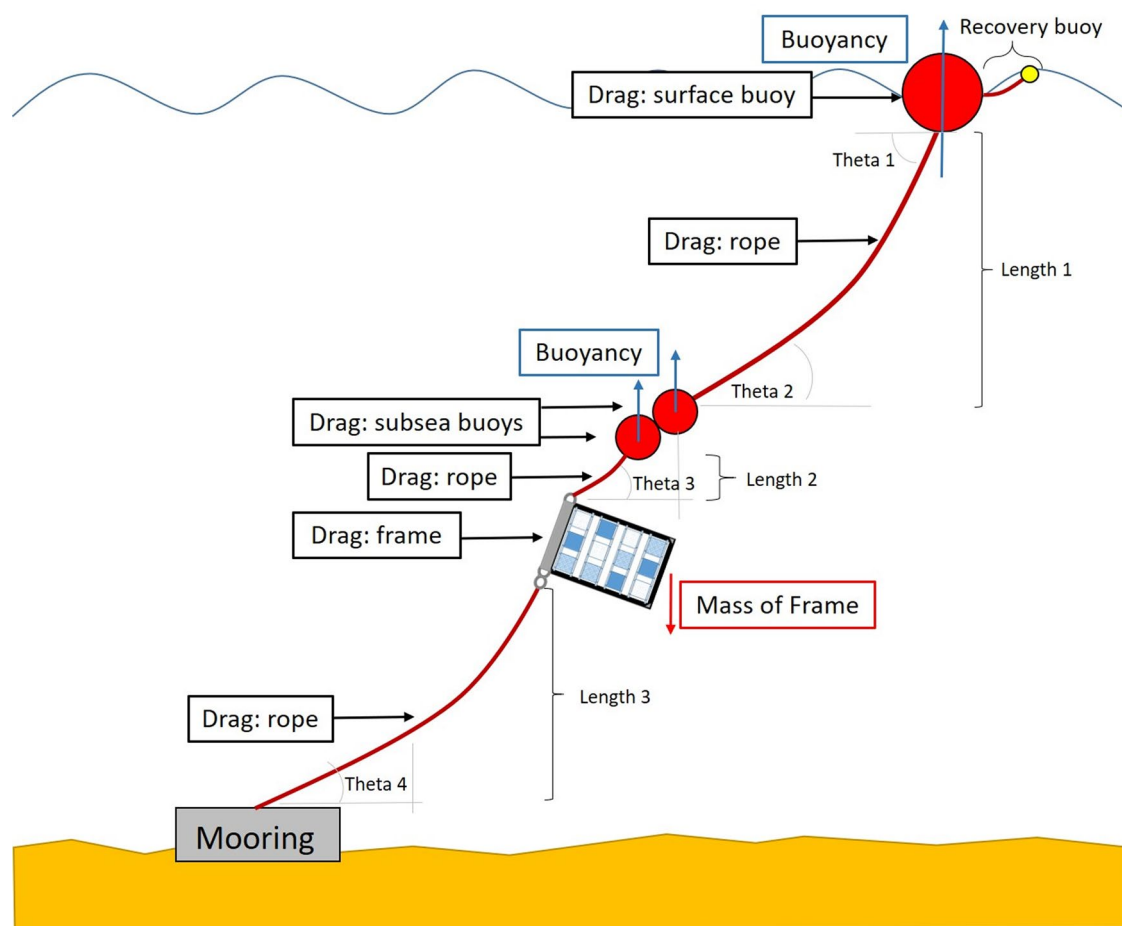 Buoyancy
Recovery buoy
Drag: surface buoy
Theta 1
Drag: rope
Length 1
Buoyancy
Theta 2
Drag: subsea buoys
Drag: rope
Theta 3
Length 2
Drag: frame
Mass of Frame
Length 3
Drag: rope
Theta 4
Mooring